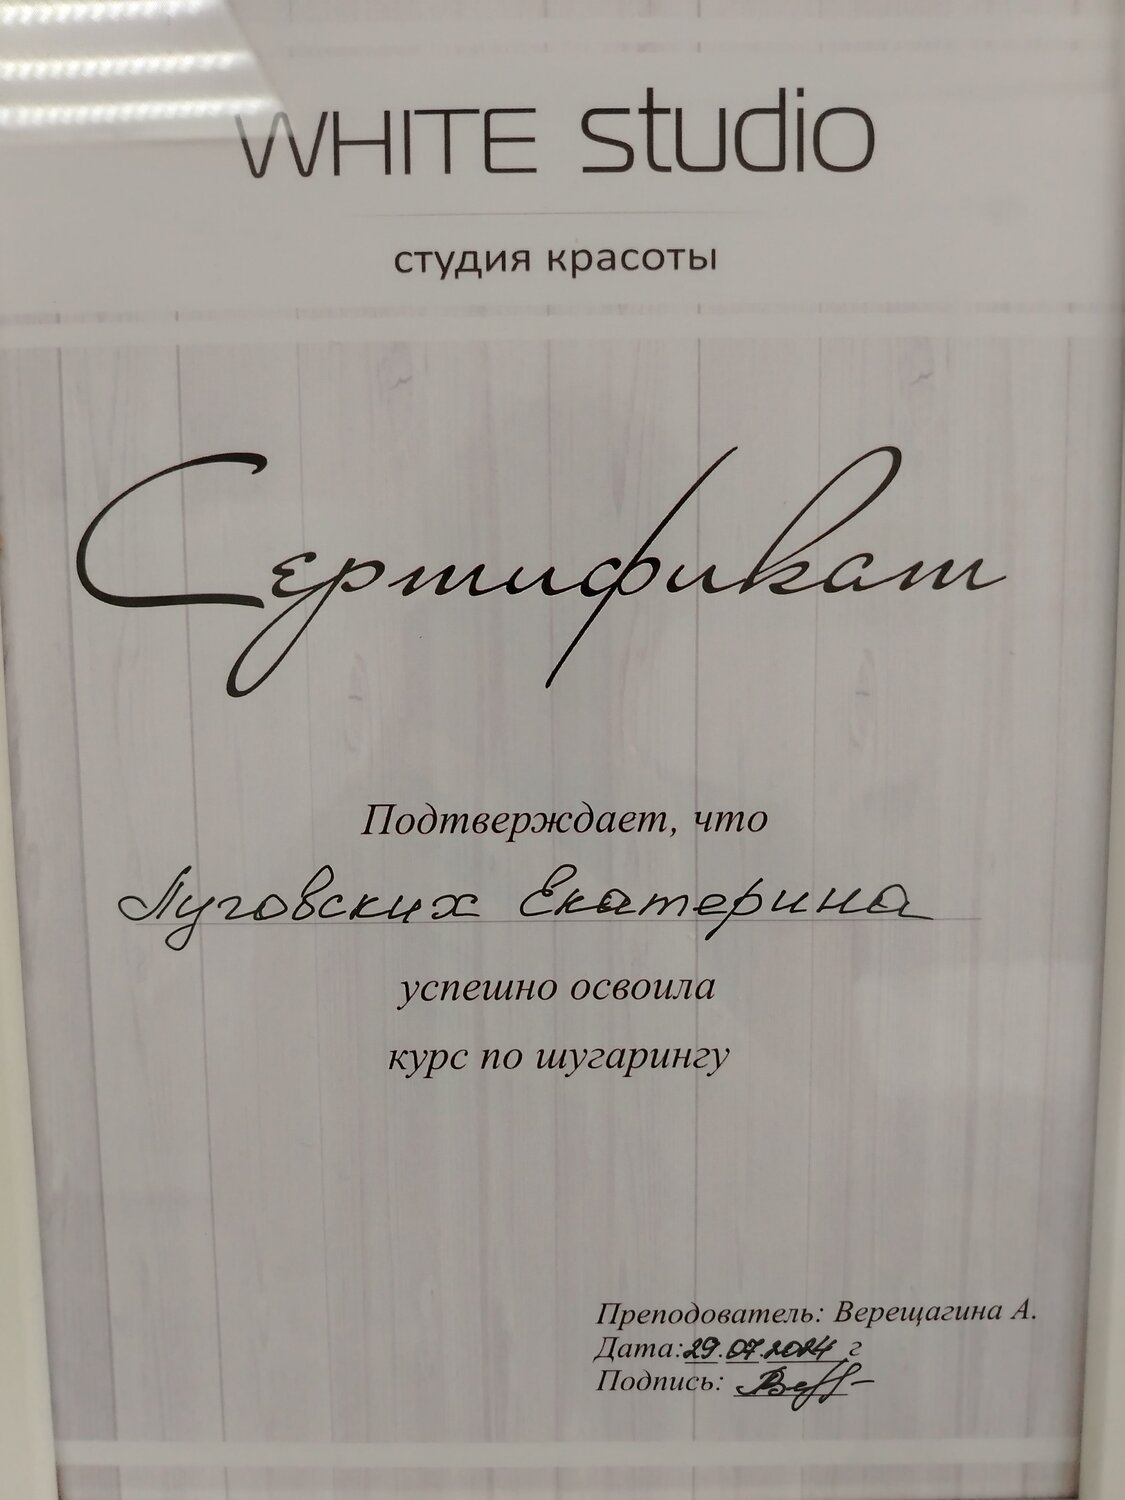 WHITE studio
студия красоты
Сертификат
Подтверждает, что
Луговских Екатерина
успешно освоила
курс по шугарингу
Преподователь: Верещагина А.
Дата: 29.07.2024 г
Подпись: